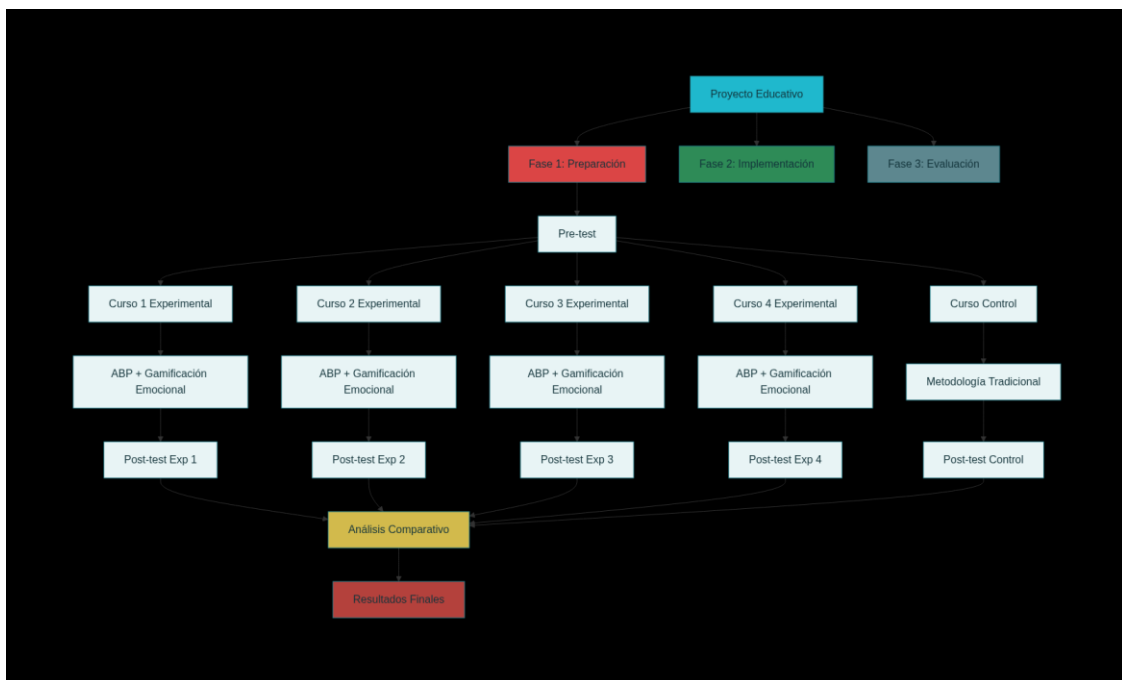 Proyecto Educativo
Fase 1: Preparación
Fase 2: Implementación
Fase 3: Evaluación
Pre-test
Curso 1 Experimental
Curso 2 Experimental
Curso 3 Experimental
Curso 4 Experimental
Curso Control
ABP + Gamificación
Emocional
ABP + Gamificación
Emocional
ABP + Gamificación
Emocional
ABP + Gamificación
Emocional
Metodología Tradicional
Post-test Exp 1
Post-test Exp 2
Post-test Exp 3
Post-test Exp 4
Post-test Control
Análisis Comparativo
Resultados Finales